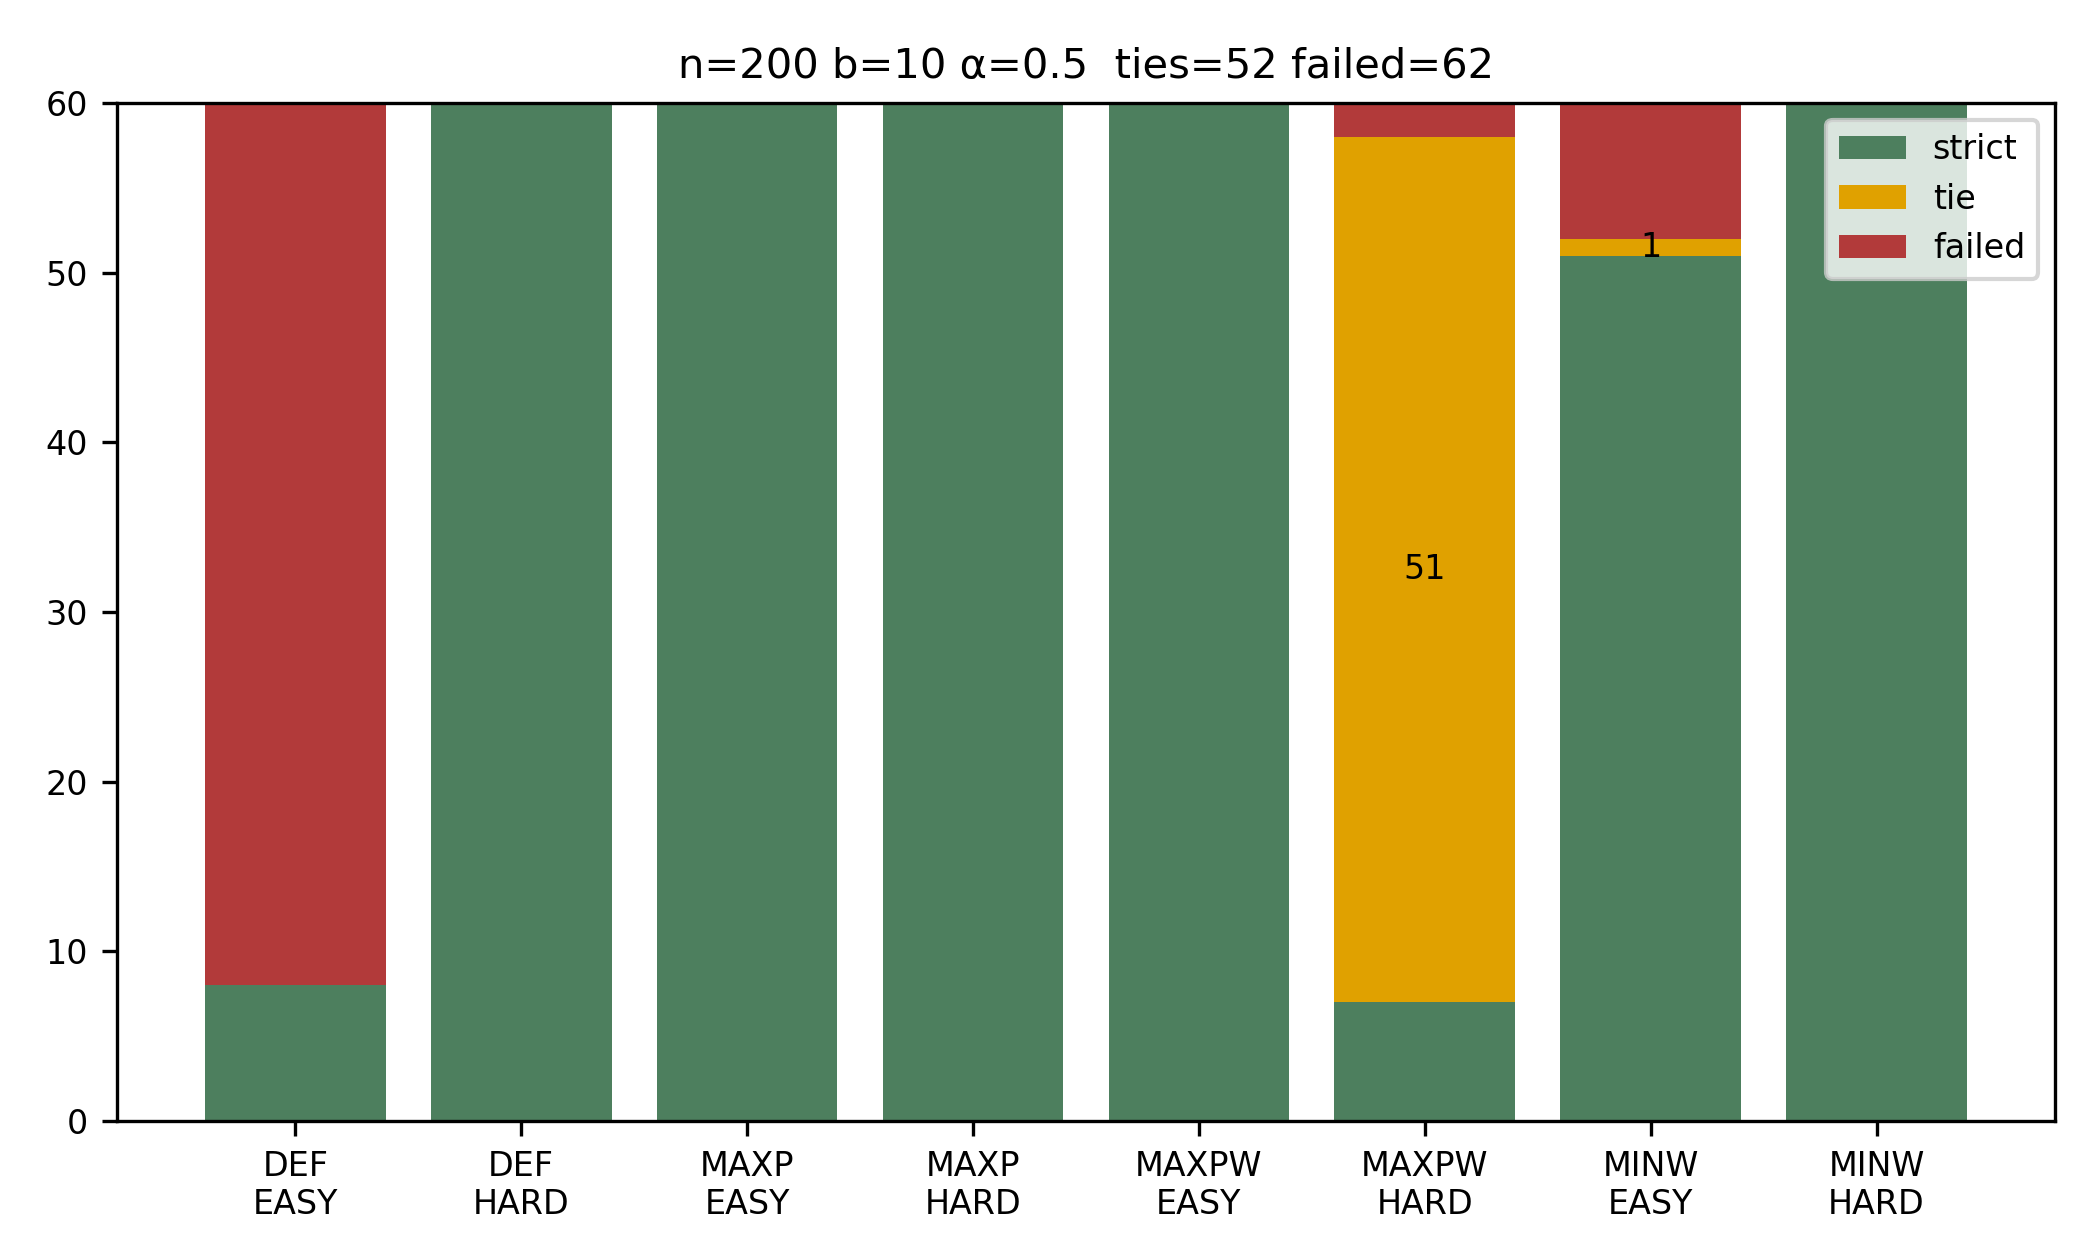 n=200 b=10 α=0.5  ties=52 failed=62
60
50
40
30
20
10
0
strict
tie
failed
1
51
DEF
EASY
DEF
HARD
MAXP
EASY
MAXP
HARD
MAXPW
EASY
MAXPW
HARD
MINW
EASY
MINW
HARD